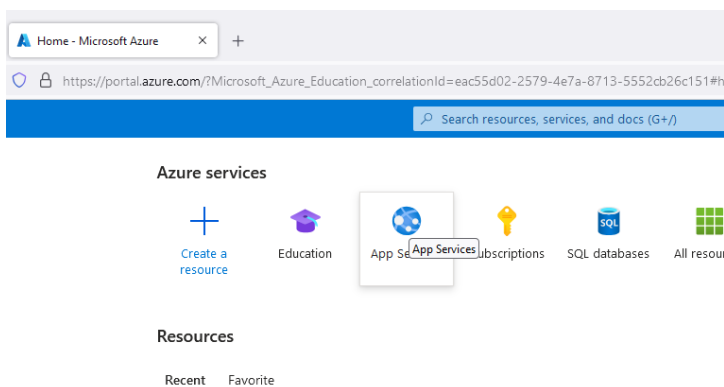 Home - Microsoft Azure
https://portal.azure.com/?Microsoft_Azure_Education_correlationId=eac55d02-2579-4e7a-8713-5552cb26c151#h
Search resources, services, and docs (G+/)
Azure services
Create a resource
Education
App Se
App Services
ubscriptions
SQL
SQL databases
All resour
Resources
Recent Favorite